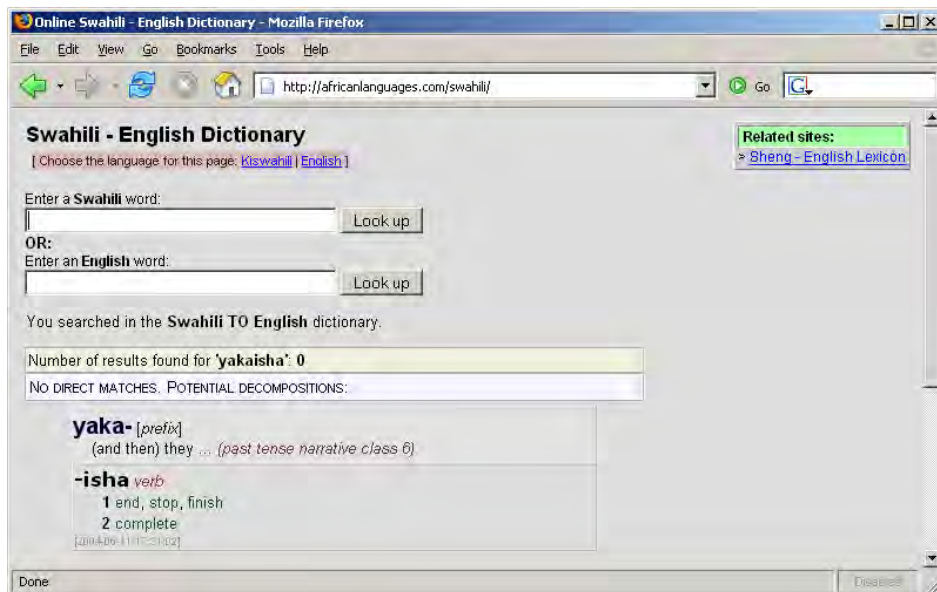 Online Swahili - English Dictionary - Mozilla Firefox
File Edit View Go Bookmarks Tools Help
http://africanlanguages.com/swahili/ Go G
Swahili - English Dictionary
[ Choose the language for this page: Kiswahili | English ]
Related sites:
» Sheng - English Lexicon
Enter a Swahili word:
Look up
OR:
Enter an English word:
Look up
You searched in the Swahili TO English dictionary.
Number of results found for 'yakaisha': 0
NO DIRECT MATCHES. POTENTIAL DECOMPOSITIONS:
yaka- [prefix]
(and then) they ... (past tense narrative class 6)
-isha verb
1 end, stop, finish
2 complete
Done